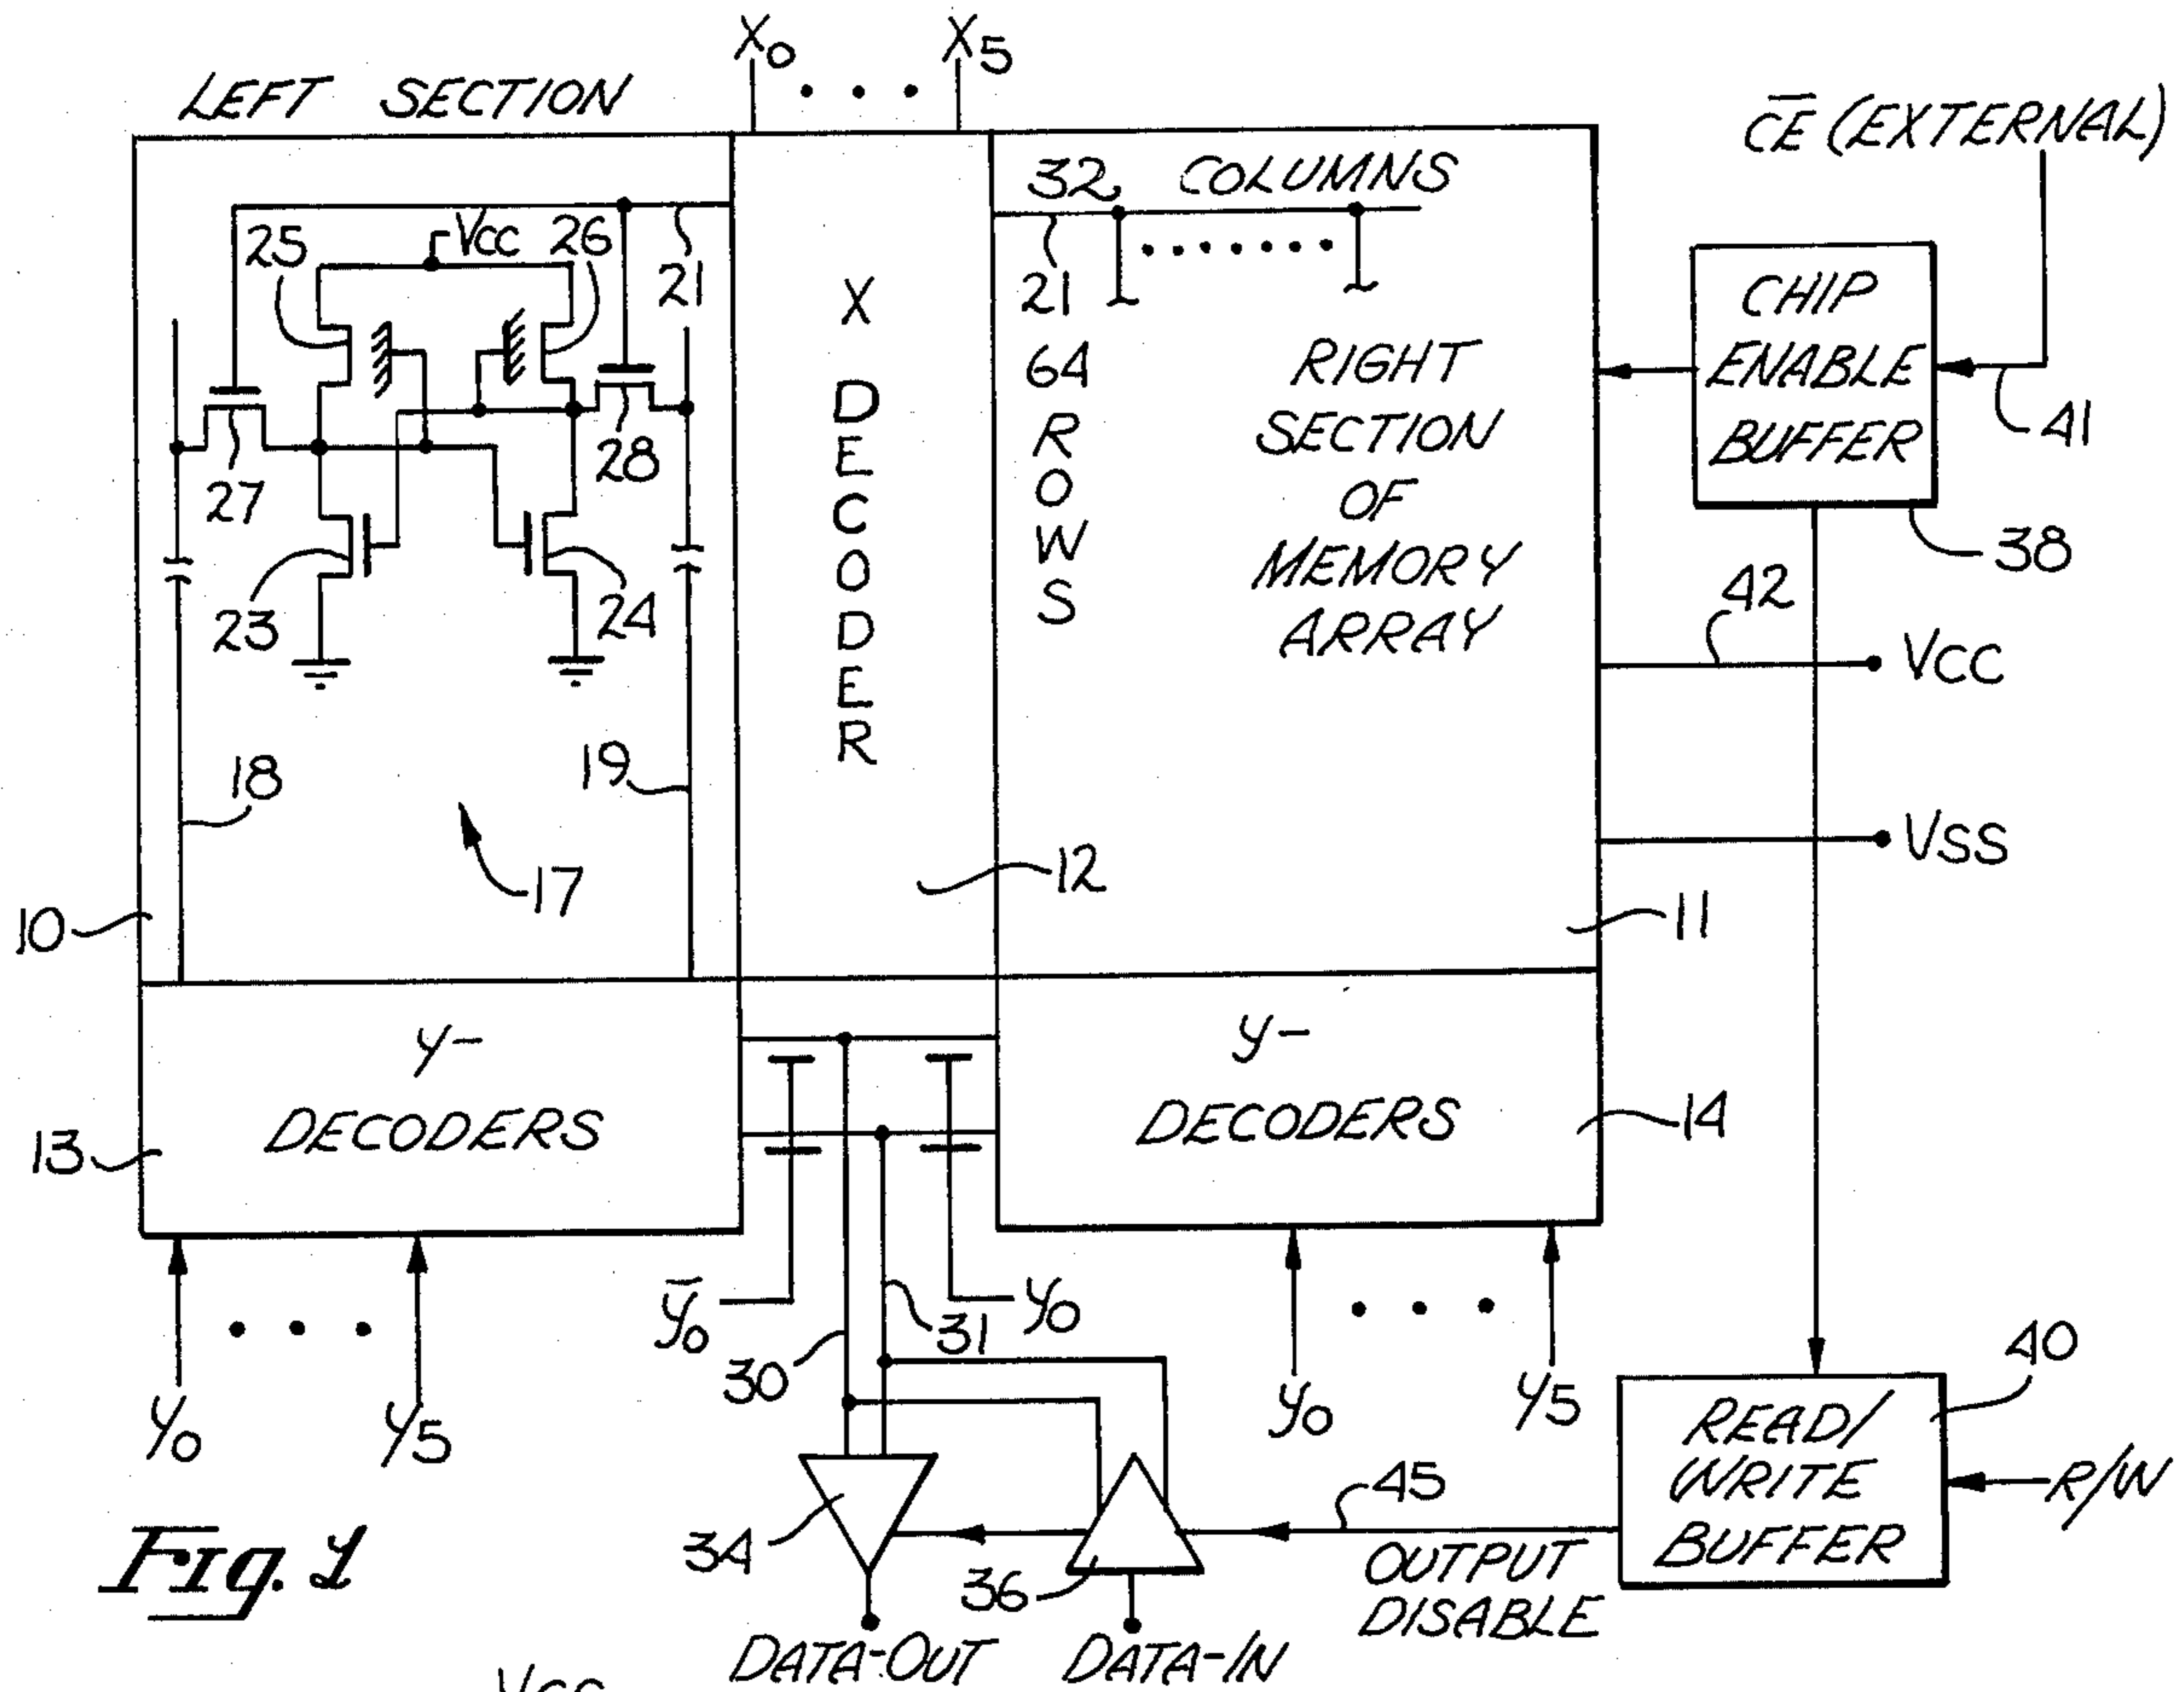 X0 . . . X5
LEFT SECTION
C̅E̅ (EXTERNAL)
32 COLUMNS
25
VCC
26
21
21
X DECODER
64 ROWS
RIGHT SECTION OF MEMORY ARRAY
CHIP ENABLE BUFFER
41
27
28
38
23
24
42
VCC
18
19
VSS
17
12
10
11
Y-
DECODERS
13
Y-
DECODERS
14
Y̅0
30
31
Y0
40
Y0 . . . Y5
Y0 . . . Y5
READ/
WRITE
BUFFER
R/W
45
34
36
OUTPUT
DISABLE
Fig. 1
DATA-OUT
DATA-IN
VCC